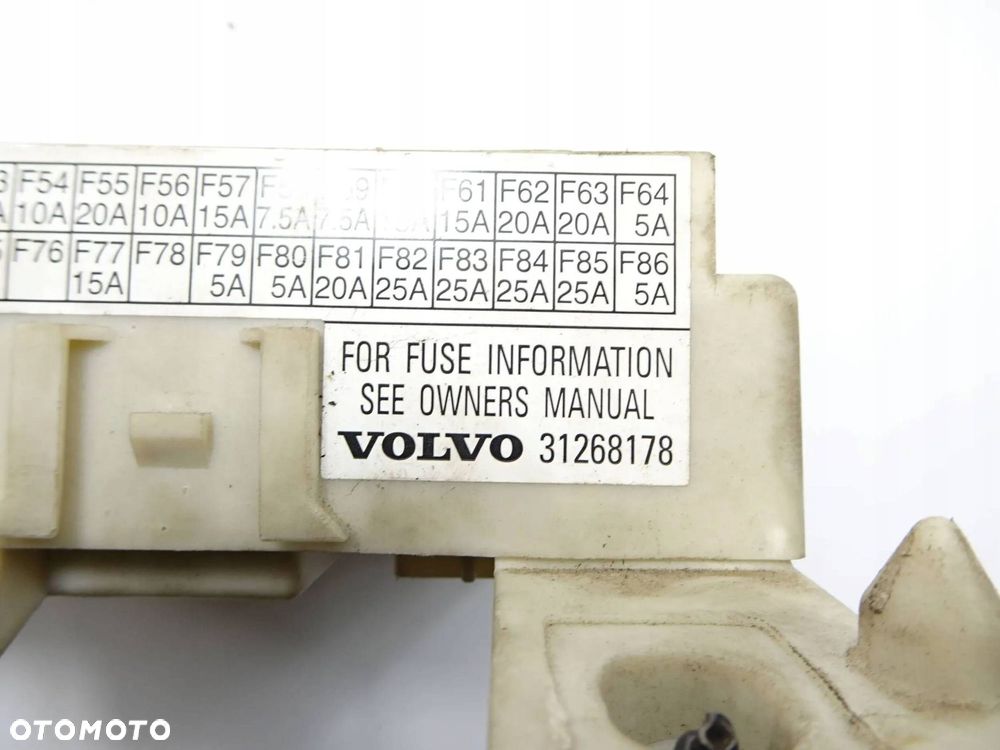 F54 F55 F56 F57 F61 F62 F63 F64
10A 20A 10A 15A 7.5A 7.5A 15A 20A 20A 5A
F76 F77 F78 F79 F80 F81 F82 F83 F84 F85 F86
15A 5A 5A 20A 25A 25A 25A 25A 5A
FOR FUSE INFORMATION
SEE OWNERS MANUAL
VOLVO 31268178
OTOMOTO